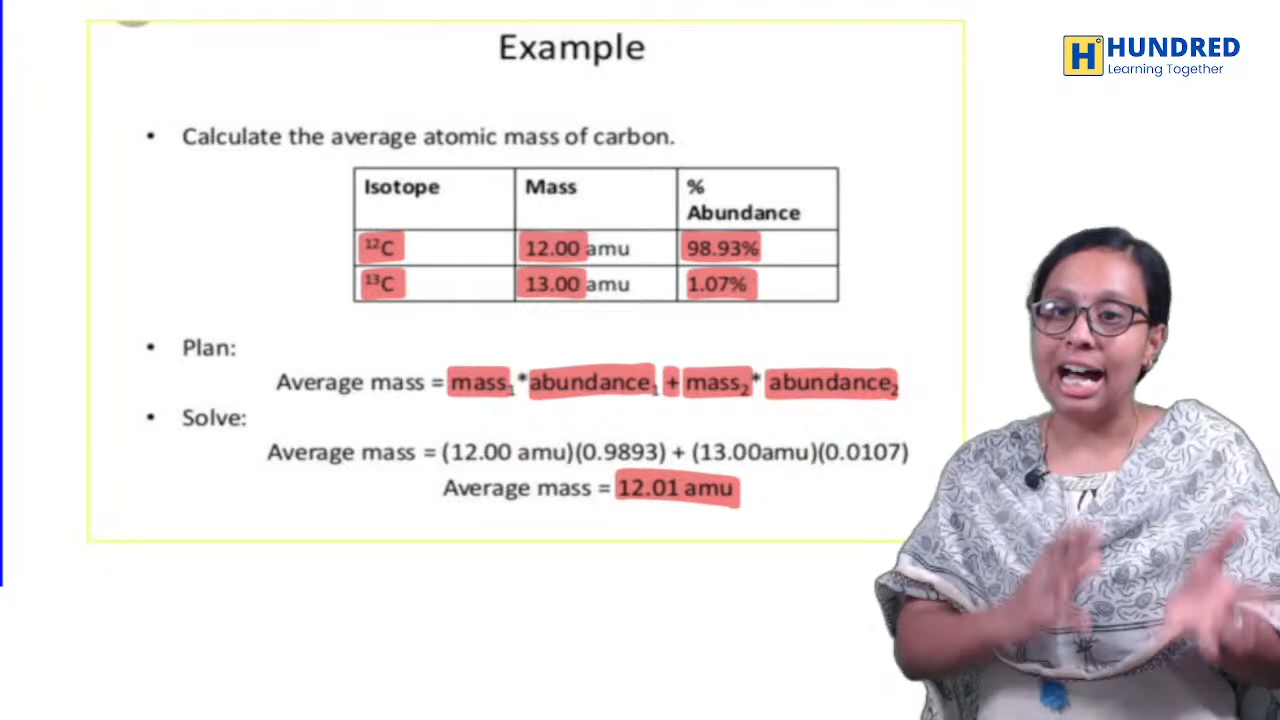 Example
HUNDRED
Learning Together
• Calculate the average atomic mass of carbon.
Isotope Mass % Abundance
¹²C 12.00 amu 98.93%
¹³C 13.00 amu 1.07%
• Plan:
Average mass = mass₁ * abundance₁ + mass₂ * abundance₂
• Solve:
Average mass = (12.00 amu)(0.9893) + (13.00amu)(0.0107)
Average mass = 12.01 amu